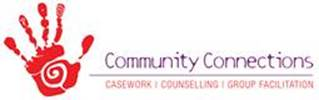 Community Connections
CASEWORK | COUNSELLING | GROUP FACILITATION